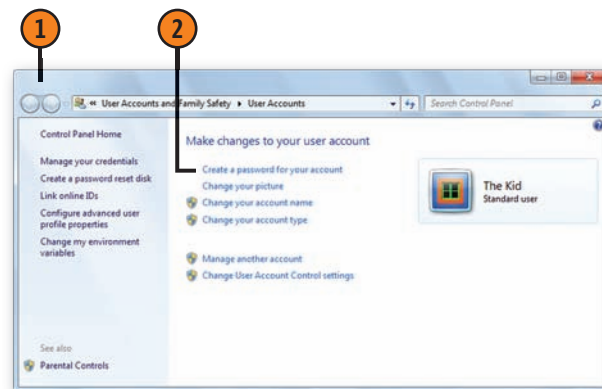 1
2
« User Accounts and Family Safety ▸ User Accounts
Search Control Panel
Control Panel Home
Manage your credentials
Create a password reset disk
Link online IDs
Configure advanced user
profile properties
Change my environment
variables
See also
Parental Controls
Make changes to your user account
Create a password for your account
Change your picture
Change your account name
Change your account type
Manage another account
Change User Account Control settings
The Kid
Standard user